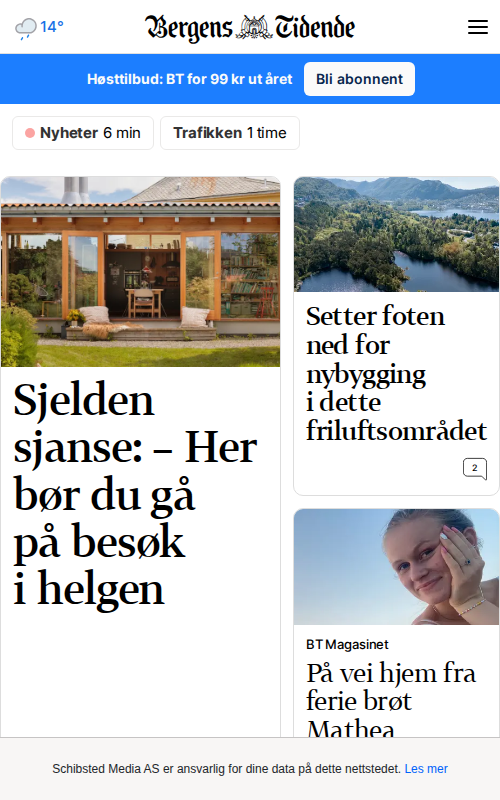 14°
Bergens Tidende
Høsttilbud: BT for 99 kr ut året
Bli abonnent
Nyheter 6 min
Trafikken 1 time
Sjelden
sjanse: – Her
bør du gå
på besøk
i helgen
Setter foten
ned for
nybygging
i dette
friluftsområdet
2
BT Magasinet
På vei hjem fra
ferie brøt
Mathea
Schibsted Media AS er ansvarlig for dine data på dette nettstedet. Les mer